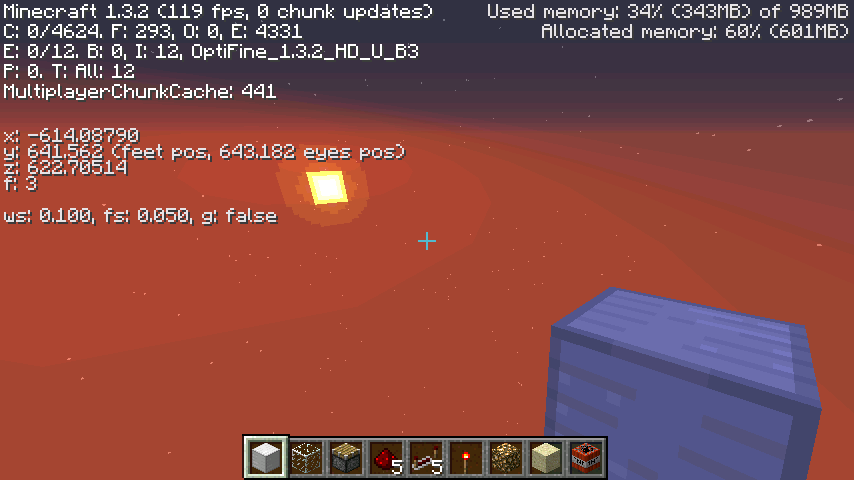 Minecraft 1.3.2 (119 fps, 0 chunk updates)
Used memory: 34% (343MB) of 989MB
C: 0/4624. F: 293, O: 0, E: 4331
Allocated memory: 60% (601MB)
E: 0/12. B: 0, I: 12, OptiFine_1.3.2_HD_U_B3
P: 0. T: All: 12
MultiplayerChunkCache: 441
x: -614.08790
y: 641.562 (feet pos, 643.182 eyes pos)
z: 622.70514
f: 3
ws: 0.100, fs: 0.050, g: false
5 5